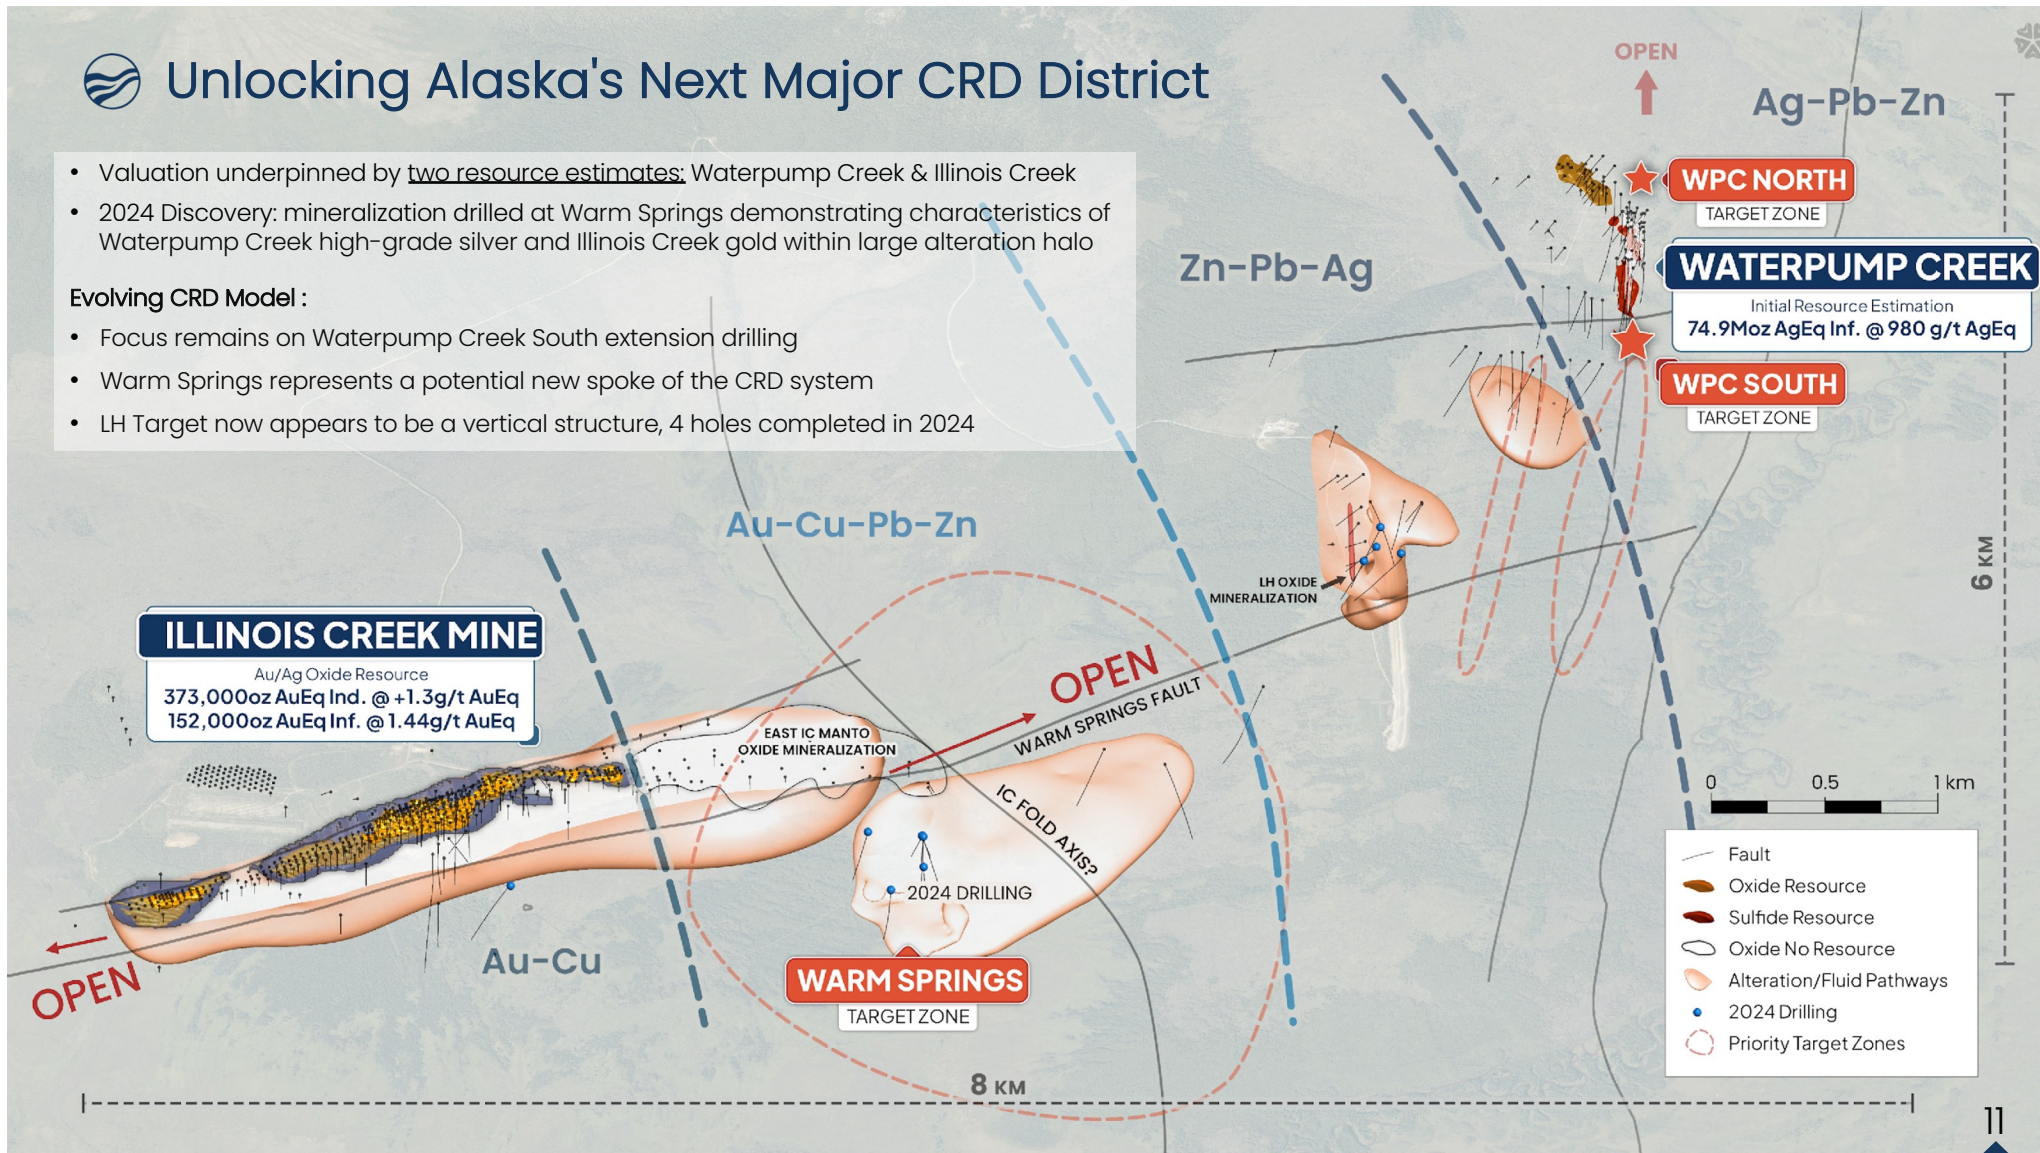 Unlocking Alaska's Next Major CRD District
• Valuation underpinned by two resource estimates: Waterpump Creek & Illinois Creek
• 2024 Discovery: mineralization drilled at Warm Springs demonstrating characteristics of
Waterpump Creek high-grade silver and Illinois Creek gold within large alteration halo
Evolving CRD Model :
• Focus remains on Waterpump Creek South extension drilling
• Warm Springs represents a potential new spoke of the CRD system
• LH Target now appears to be a vertical structure, 4 holes completed in 2024
OPEN
Ag-Pb-Zn
WPC NORTH
TARGET ZONE
Zn-Pb-Ag
WATERPUMP CREEK
Initial Resource Estimation
74.9Moz AgEq Inf. @ 980 g/t AgEq
WPC SOUTH
TARGET ZONE
Au-Cu-Pb-Zn
6 KM
LH OXIDE
MINERALIZATION
ILLINOIS CREEK MINE
Au/Ag Oxide Resource
373,000oz AuEq Ind. @ +1.3g/t AuEq
152,000oz AuEq Inf. @ 1.44g/t AuEq
OPEN
WARM SPRINGS FAULT
EAST IC MANTO
OXIDE MINERALIZATION
IC FOLD AXIS?
2024 DRILLING
Au-Cu
OPEN
WARM SPRINGS
TARGET ZONE
0 0.5 1 km
Fault
Oxide Resource
Sulfide Resource
Oxide No Resource
Alteration/Fluid Pathways
2024 Drilling
Priority Target Zones
8 KM
11